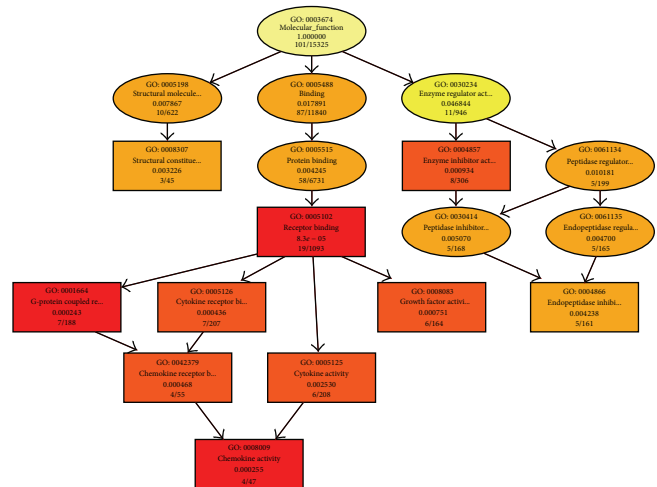 GO: 0003674
Molecular_function
1.000000
101/15325
GO: 0005198
Structural molecule...
0.007867
10/622
GO: 0005488
Binding
0.017891
87/11840
GO: 0030234
Enzyme regulator act...
0.046844
11/946
GO: 0008307
Structural constitue...
0.003226
3/45
GO: 0005515
Protein binding
0.004245
58/6731
GO: 0004857
Enzyme inhibitor act...
0.000934
8/306
GO: 0061134
Peptidase regulator...
0.010181
5/199
GO: 0005102
Receptor binding
8.3e − 05
19/1093
GO: 0030414
Peptidase inhibitor...
0.005070
5/168
GO: 0061135
Endopeptidase regula...
0.004700
5/165
GO: 0001664
G-protein coupled re...
0.000243
7/188
GO: 0005126
Cytokine receptor bi...
0.000436
7/207
GO: 0008083
Growth factor activi...
0.000751
6/164
GO: 0004866
Endopeptidase inhibi...
0.004238
5/161
GO: 0042379
Chemokine receptor b...
0.000468
4/55
GO: 0005125
Cytokine activity
0.002530
6/208
GO: 0008009
Chemokine activity
0.000255
4/47